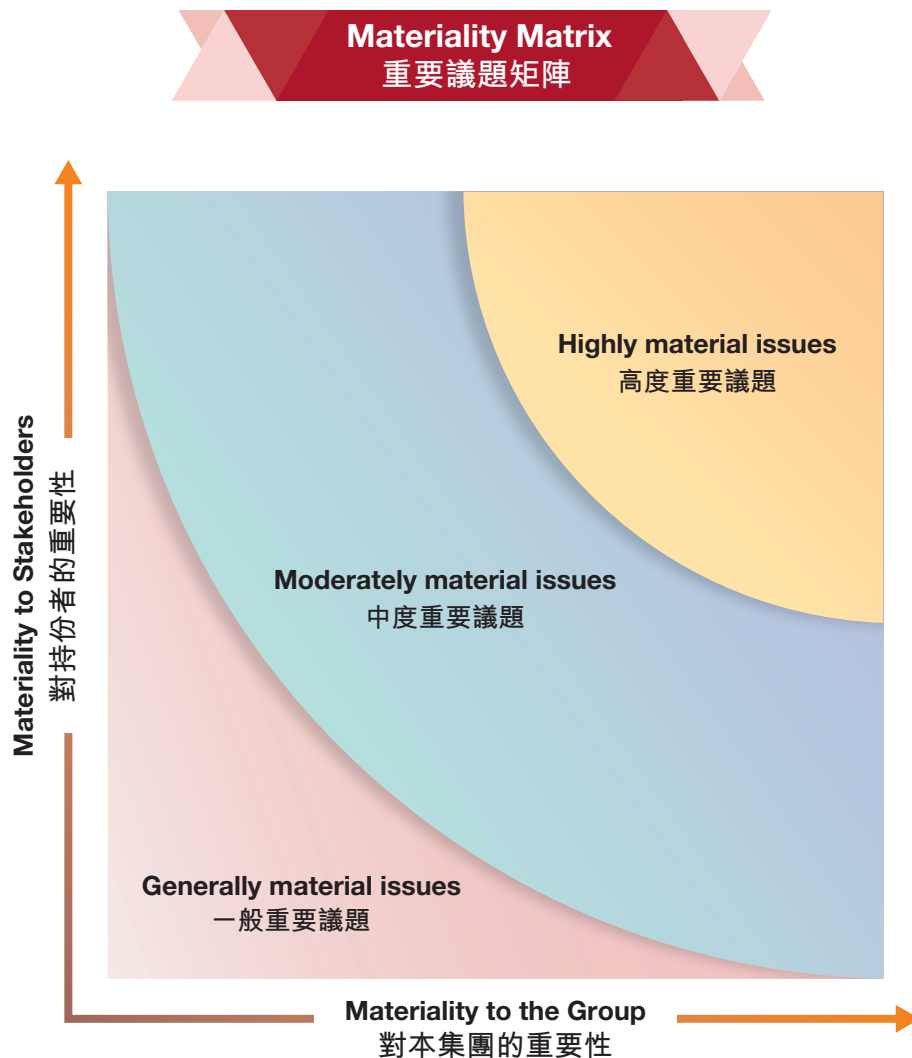 Materiality Matrix
重要議題矩陣
Materiality to Stakeholders
對持份者的重要性
Highly material issues
高度重要議題
Moderately material issues
中度重要議題
Generally material issues
一般重要議題
Materiality to the Group
對本集團的重要性